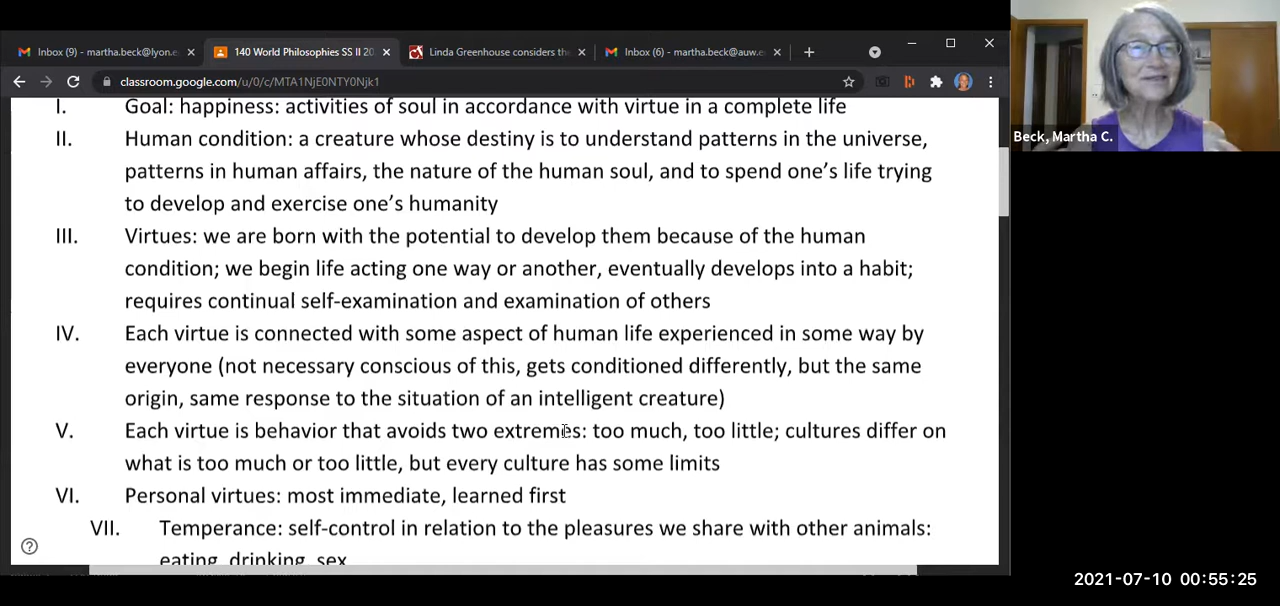 Inbox (9) - martha.beck@lyon.e
140 World Philosophies SS II 20
Linda Greenhouse considers the
Inbox (6) - martha.beck@auw.e
classroom.google.com/u/0/c/MTA1NjE0NTY0Njk1
Beck, Martha C.
I. Goal: happiness: activities of soul in accordance with virtue in a complete life
II. Human condition: a creature whose destiny is to understand patterns in the universe,
patterns in human affairs, the nature of the human soul, and to spend one's life trying
to develop and exercise one's humanity
III. Virtues: we are born with the potential to develop them because of the human
condition; we begin life acting one way or another, eventually develops into a habit;
requires continual self-examination and examination of others
IV. Each virtue is connected with some aspect of human life experienced in some way by
everyone (not necessary conscious of this, gets conditioned differently, but the same
origin, same response to the situation of an intelligent creature)
V. Each virtue is behavior that avoids two extremes: too much, too little; cultures differ on
what is too much or too little, but every culture has some limits
VI. Personal virtues: most immediate, learned first
VII. Temperance: self-control in relation to the pleasures we share with other animals:
eating, drinking, sex
2021-07-10 00:55:25